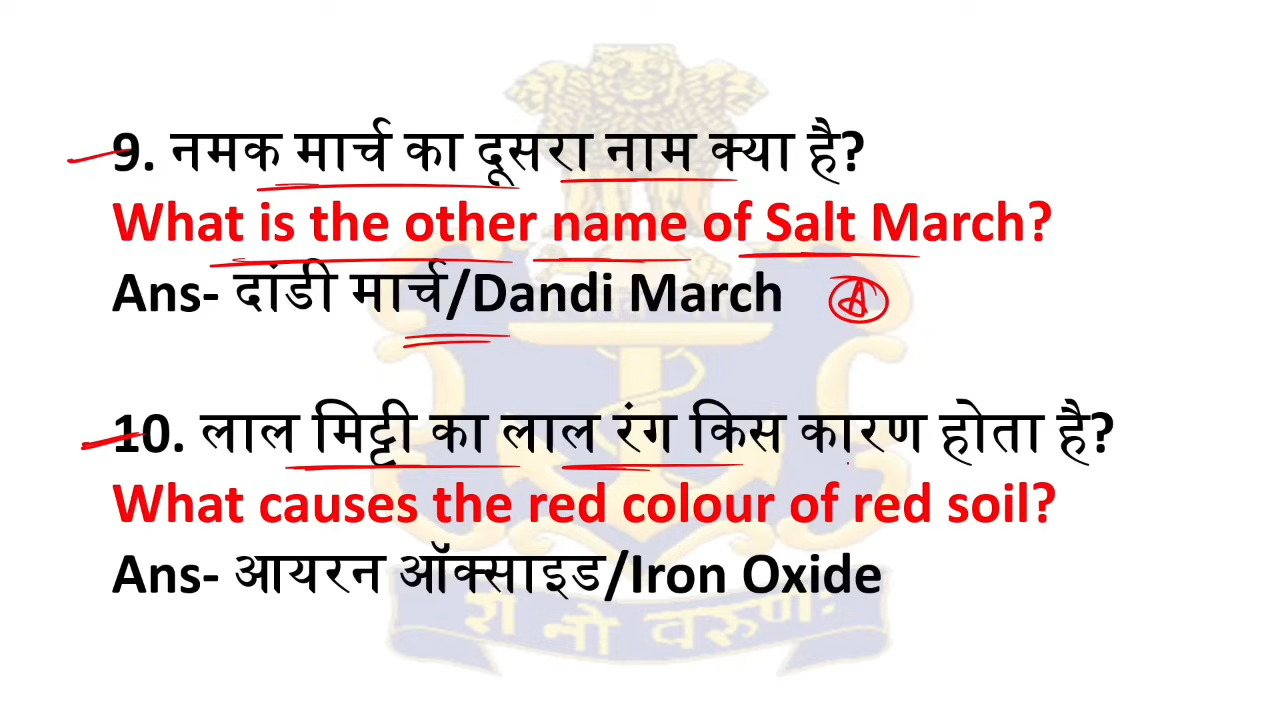 9. नमक मार्च का दूसरा नाम क्या है?
What is the other name of Salt March?
Ans- दांडी मार्च/Dandi March
A
10. लाल मिट्टी का लाल रंग किस कारण होता है?
What causes the red colour of red soil?
Ans- आयरन ऑक्साइड/Iron Oxide
शं नो वरुणः